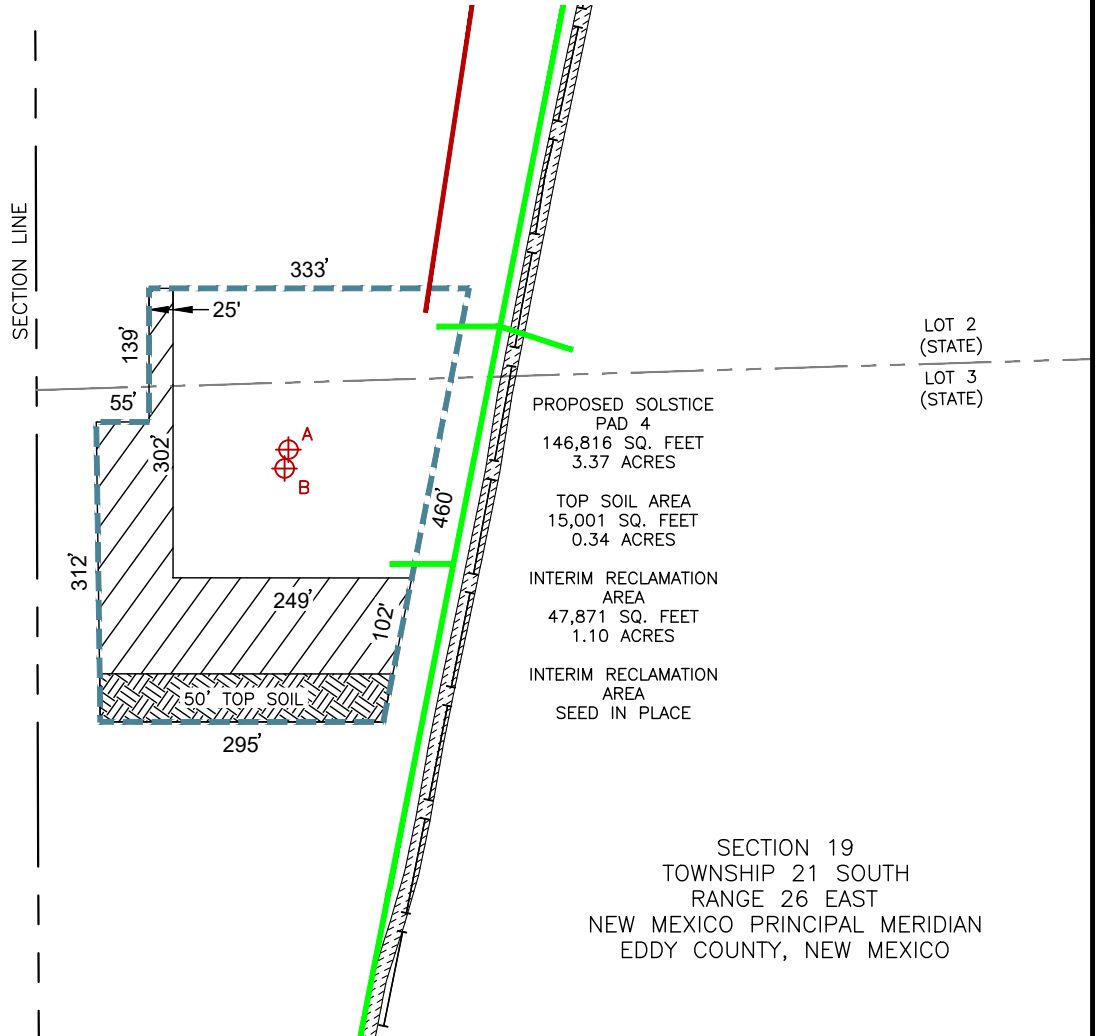 SECTION LINE
333'
25'
139'
55'
302'
A
B
460'
312'
249'
102'
50' TOP SOIL
295'
LOT 2
(STATE)
LOT 3
(STATE)
PROPOSED SOLSTICE
PAD 4
146,816 SQ. FEET
3.37 ACRES
TOP SOIL AREA
15,001 SQ. FEET
0.34 ACRES
INTERIM RECLAMATION
AREA
47,871 SQ. FEET
1.10 ACRES
INTERIM RECLAMATION
AREA
SEED IN PLACE
SECTION 19
TOWNSHIP 21 SOUTH
RANGE 26 EAST
NEW MEXICO PRINCIPAL MERIDIAN
EDDY COUNTY, NEW MEXICO